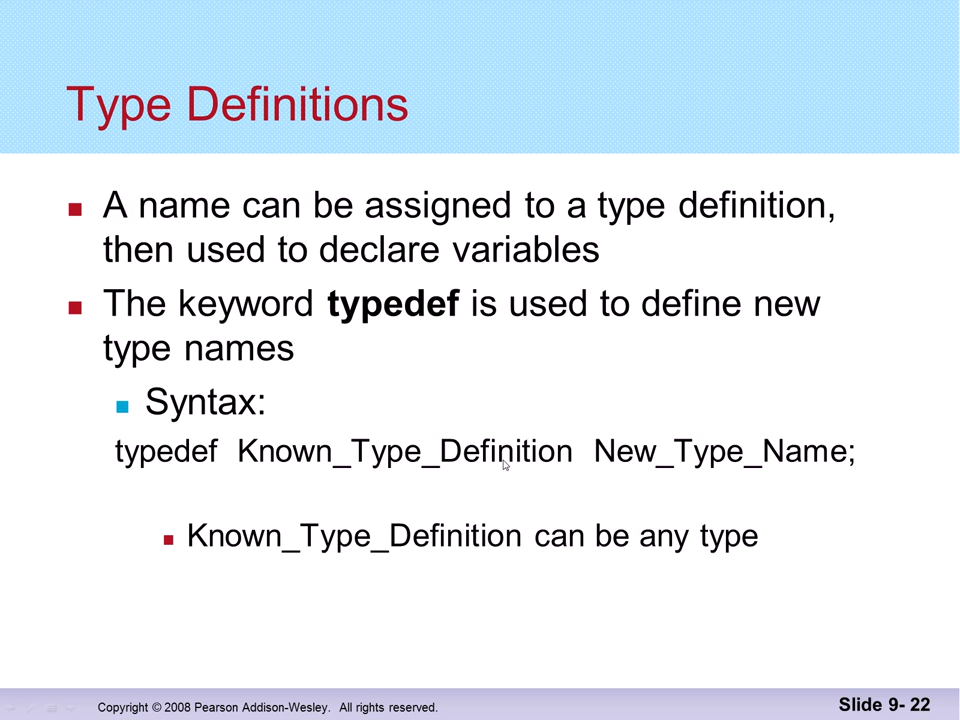 Type Definitions
A name can be assigned to a type definition,
then used to declare variables
The keyword typedef is used to define new
type names
Syntax:
typedef Known_Type_Definition New_Type_Name;
Known_Type_Definition can be any type
Copyright © 2008 Pearson Addison-Wesley. All rights reserved.
Slide 9- 22